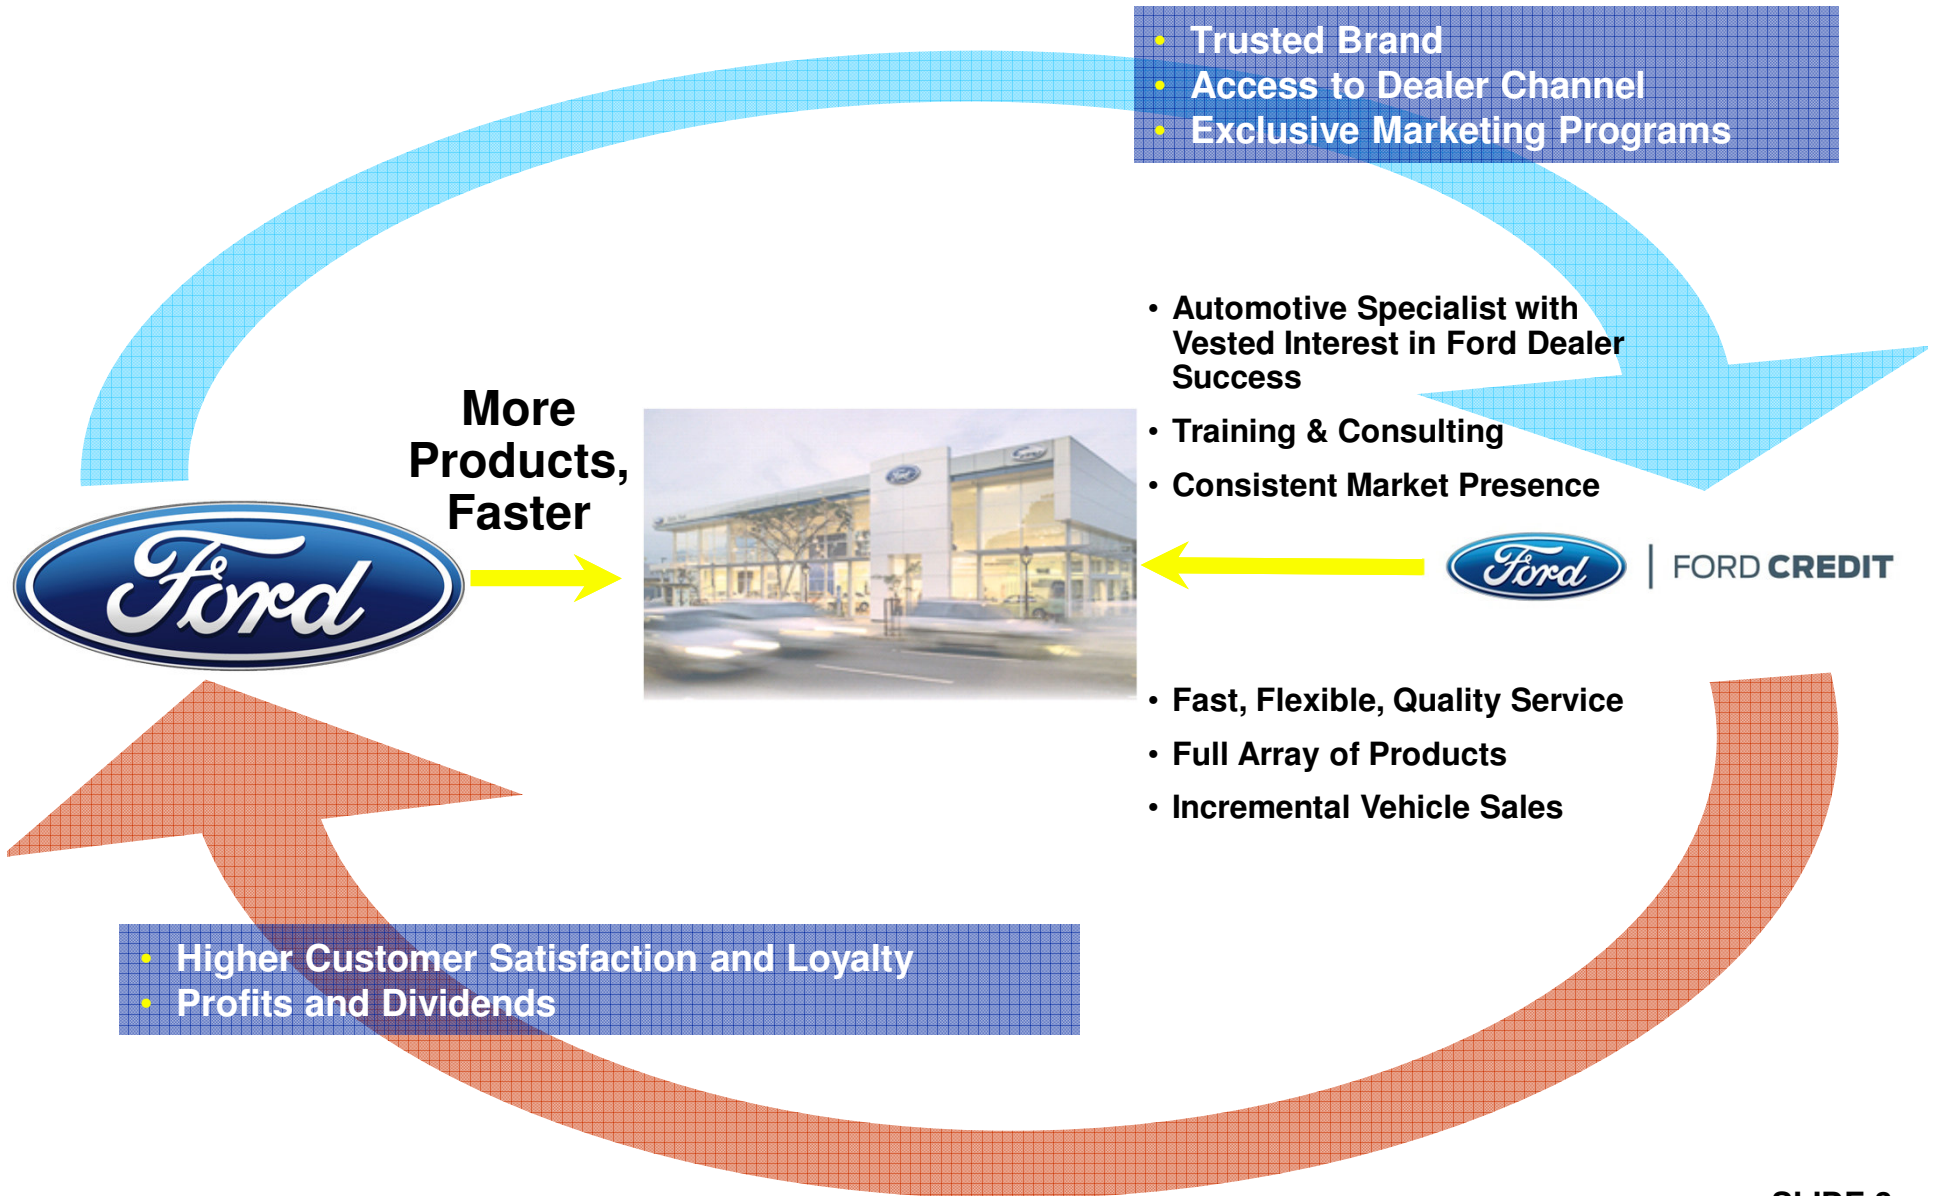 • Trusted Brand
• Access to Dealer Channel
• Exclusive Marketing Programs
• Automotive Specialist with
Vested Interest in Ford Dealer
Success
• Training & Consulting
• Consistent Market Presence
More
Products,
Faster
Ford
Ford | FORD CREDIT
• Fast, Flexible, Quality Service
• Full Array of Products
• Incremental Vehicle Sales
• Higher Customer Satisfaction and Loyalty
• Profits and Dividends